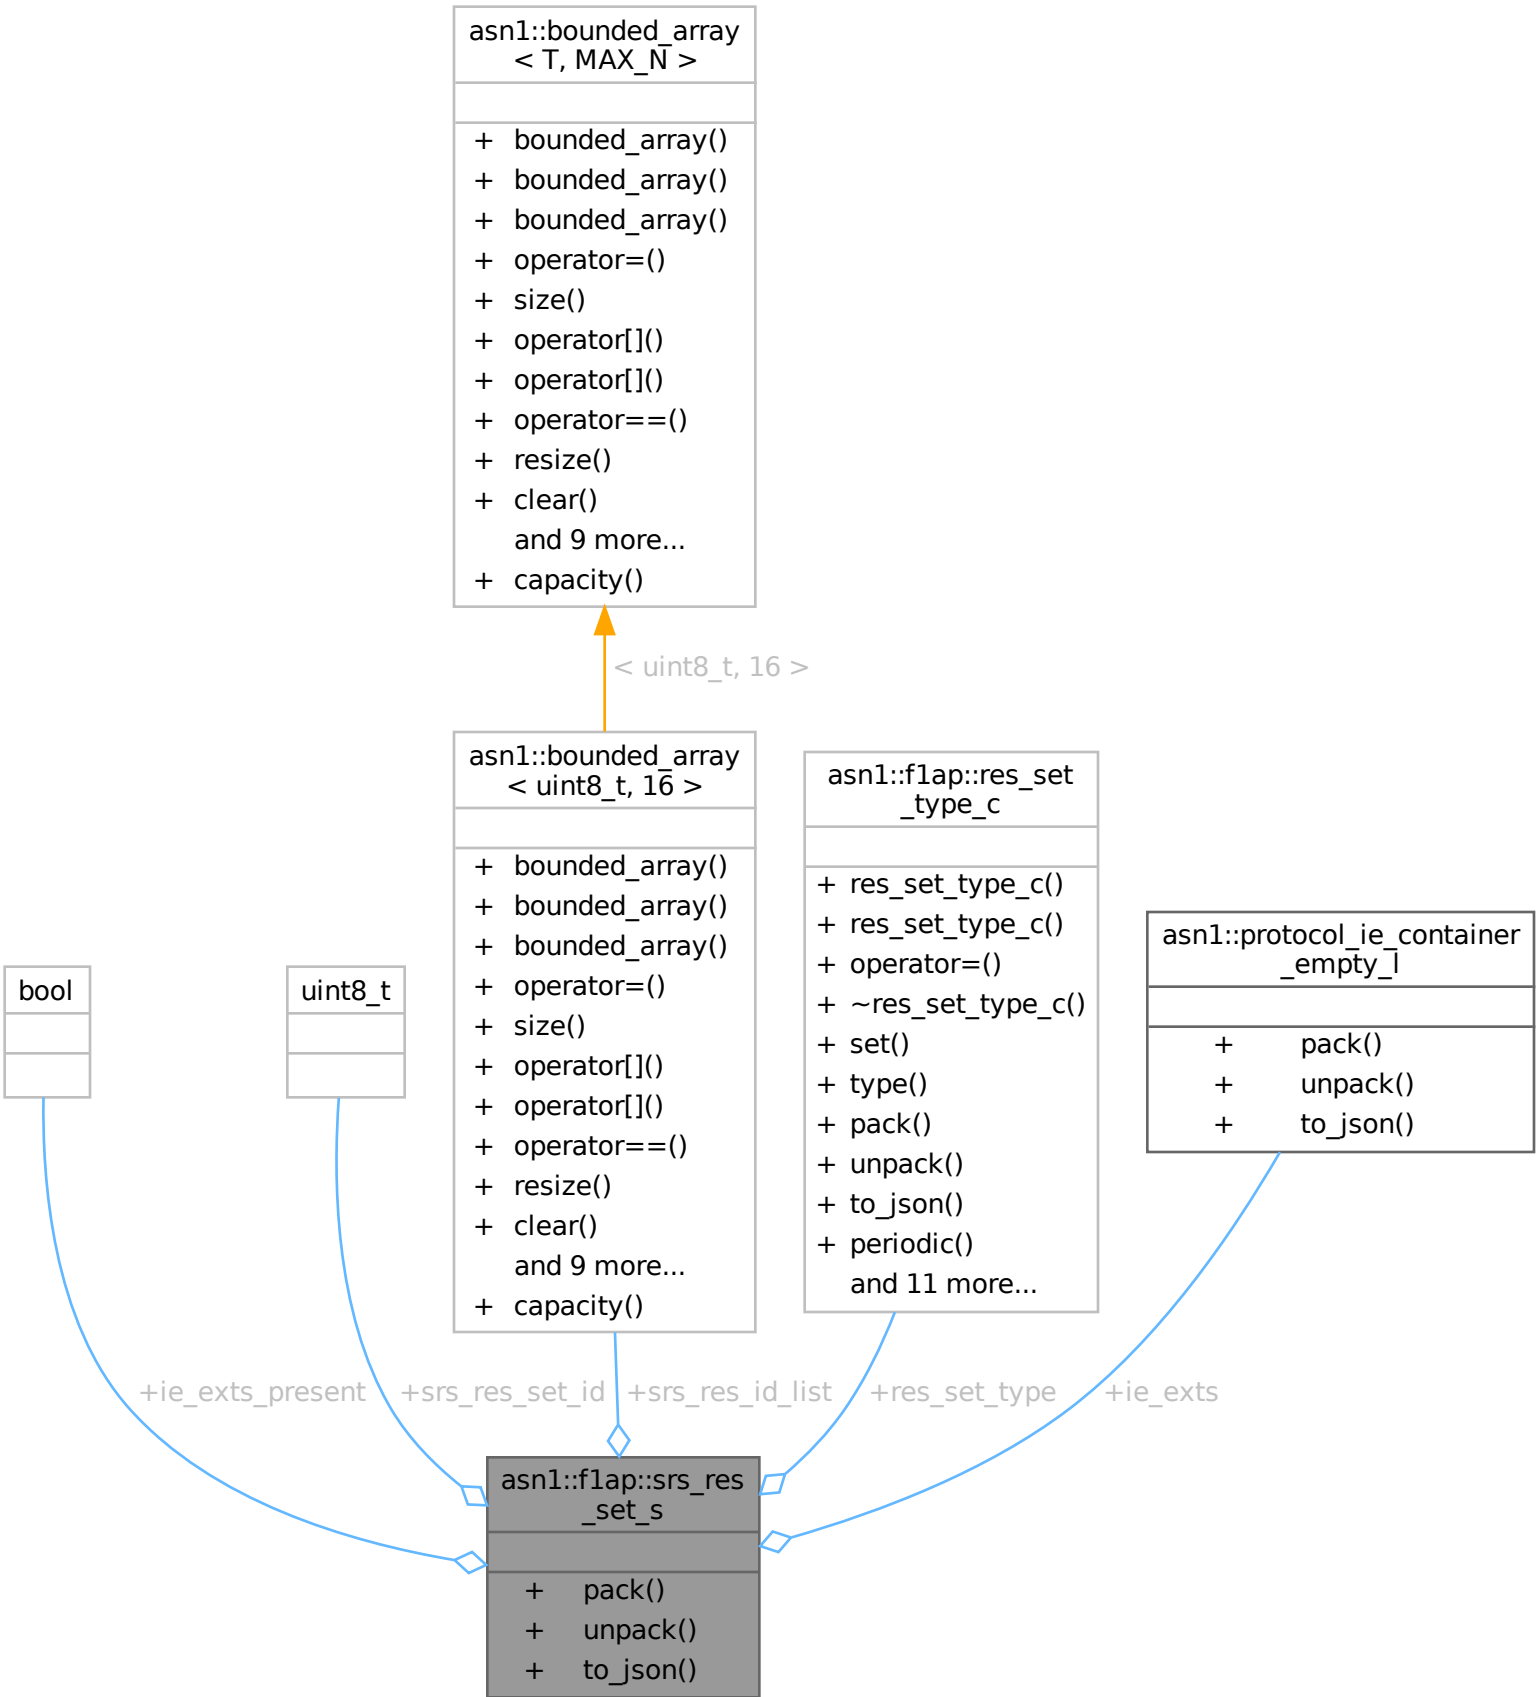 asn1::bounded_array
< T, MAX_N >
+ bounded_array()
+ bounded_array()
+ bounded_array()
+ operator=()
+ size()
+ operator[]()
+ operator[]()
+ operator==()
+ resize()
+ clear()
and 9 more...
+ capacity()
< uint8_t, 16 >
asn1::bounded_array
< uint8_t, 16 >
+ bounded_array()
+ bounded_array()
+ bounded_array()
+ operator=()
+ size()
+ operator[]()
+ operator[]()
+ operator==()
+ resize()
+ clear()
and 9 more...
+ capacity()
asn1::f1ap::res_set
_type_c
+ res_set_type_c()
+ res_set_type_c()
+ operator=()
+ ~res_set_type_c()
+ set()
+ type()
+ pack()
+ unpack()
+ to_json()
+ periodic()
and 11 more...
asn1::protocol_ie_container
_empty_l
+ pack()
+ unpack()
+ to_json()
bool
uint8_t
+ie_exts_present
+srs_res_set_id
+srs_res_id_list
+res_set_type
+ie_exts
asn1::f1ap::srs_res
_set_s
+ pack()
+ unpack()
+ to_json()